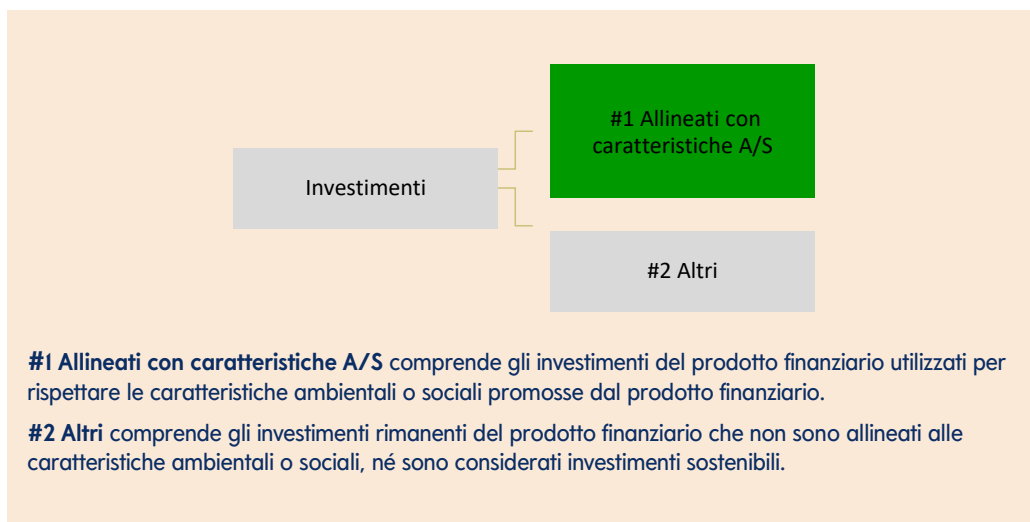 #1 Allineati con
caratteristiche A/S
Investimenti
#2 Altri
#1 Allineati con caratteristiche A/S comprende gli investimenti del prodotto finanziario utilizzati per
rispettare le caratteristiche ambientali o sociali promosse dal prodotto finanziario.
#2 Altri comprende gli investimenti rimanenti del prodotto finanziario che non sono allineati alle
caratteristiche ambientali o sociali, né sono considerati investimenti sostenibili.